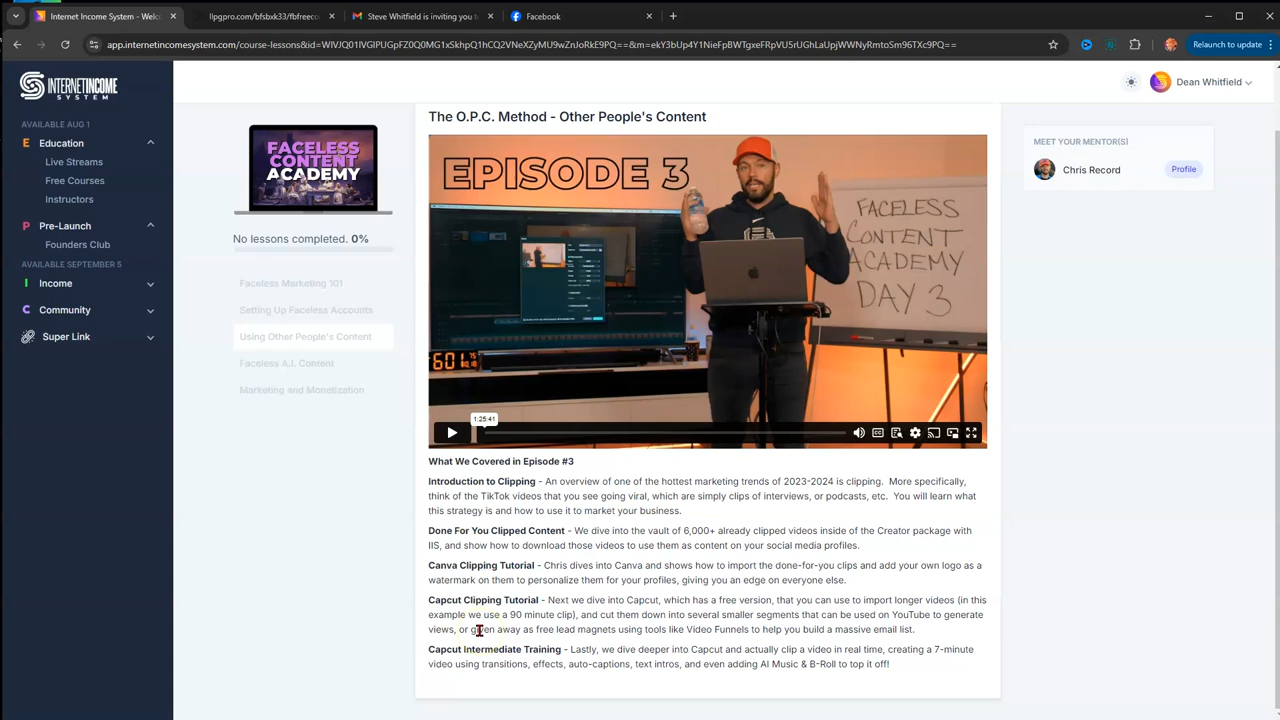 Internet Income System - Welc
llpgpro.com/bfsbxk33/fbfreeco
Steve Whitfield is inviting you t
Facebook
app.internetincomesystem.com/course-lessons&id=
Relaunch to update
INTERNETINCOME
SYSTEM
Dean Whitfield
AVAILABLE AUG 1
E Education
Live Streams
Free Courses
Instructors
P Pre-Launch
Founders Club
AVAILABLE SEPTEMBER 5
I Income
C Community
Super Link
FACELESS
CONTENT
ACADEMY
No lessons completed. 0%
Faceless Marketing 101
Setting Up Faceless Accounts
Using Other People's Content
Faceless A.I. Content
Marketing and Monetization
The O.P.C. Method - Other People's Content
EPISODE 3
FACELESS
CONTENT
ACADEMY
DAY 3
1:25:41
What We Covered in Episode #3
Introduction to Clipping - An overview of one of the hottest marketing trends of 2023-2024 is clipping. More specifically,
think of the TikTok videos that you see going viral, which are simply clips of interviews, or podcasts, etc. You will learn what
this strategy is and how to use it to market your business.
Done For You Clipped Content - We dive into the vault of 6,000+ already clipped videos inside of the Creator package with
IIS, and show how to download those videos to use them as content on your social media profiles.
Canva Clipping Tutorial - Chris dives into Canva and shows how to import the done-for-you clips and add your own logo as a
watermark on them to personalize them for your profiles, giving you an edge on everyone else.
Capcut Clipping Tutorial - Next we dive into Capcut, which has a free version, that you can use to import longer videos (in this
example we use a 90 minute clip), and cut them down into several smaller segments that can be used on YouTube to generate
views, or given away as free lead magnets using tools like Video Funnels to help you build a massive email list.
Capcut Intermediate Training - Lastly, we dive deeper into Capcut and actually clip a video in real time, creating a 7-minute
video using transitions, effects, auto-captions, text intros, and even adding AI Music & B-Roll to top it off!
MEET YOUR MENTOR(S)
Chris Record
Profile